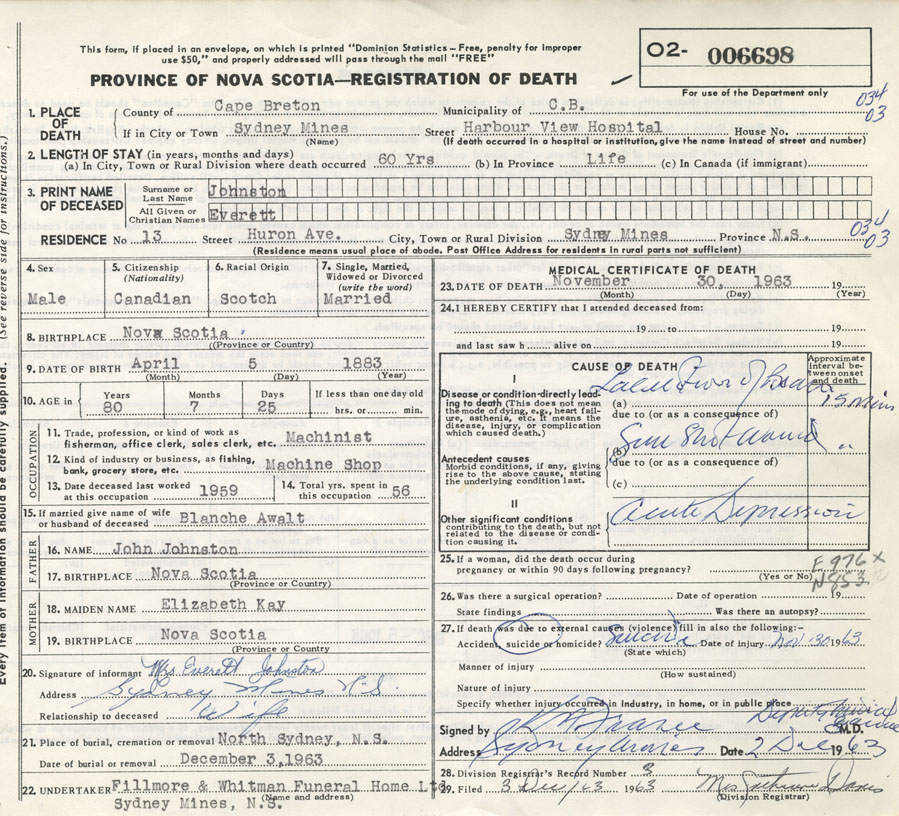 This form, if placed in an envelope, on which is printed "Dominion Statistics – Free, penalty for improper
use $50," and properly addressed will pass through the mail "FREE"
PROVINCE OF NOVA SCOTIA—REGISTRATION OF DEATH
O2- 006698
For use of the Department only
034
03
1. PLACE OF DEATH County of Cape Breton Municipality of C.B.
If in City or Town Sydney Mines Street Harbour View Hospital House No.
(Name) (If death occurred in a hospital or institution, give the name instead of street and number)
2. LENGTH OF STAY (in years, months and days)
(a) In City, Town or Rural Division where death occurred 60 Yrs (b) In Province Life (c) In Canada (if immigrant)
3. PRINT NAME OF DECEASED Surname or Last Name Johnston
All Given or Christian Names Everett
RESIDENCE No 13 Street Huron Ave. City, Town or Rural Division Sydney Mines Province N.S.
034
03
(Residence means usual place of abode. Post Office Address for residents in rural parts not sufficient)
4. Sex Male
5. Citizenship (Nationality) Canadian
6. Racial Origin Scotch
7. Single, Married, Widowed or Divorced (write the word) Married
8. BIRTHPLACE Nova Scotia
(Province or Country)
9. DATE OF BIRTH April 5 1883
(Month) (Day) (Year)
10. AGE in Years 80 Months 7 Days 25 If less than one day old hrs. or min.
OCCUPATION
11. Trade, profession or kind of work as fisherman, office clerk, sales clerk, etc. Machinist
12. Kind of industry or business, as fishing, bank, grocery store, etc. Machine Shop
13. Date deceased last worked at this occupation 1959
14. Total yrs. spent in this occupation 56
15. If married give name of wife or husband of deceased Blanche Awalt
FATHER
16. NAME John Johnston
17. BIRTHPLACE Nova Scotia
(Province or Country)
MOTHER
18. MAIDEN NAME Elizabeth Kay
19. BIRTHPLACE Nova Scotia
(Province or Country)
20. Signature of informant Mrs Everett Johnston
Address Sydney Mines N.S.
Relationship to deceased Wife
21. Place of burial, cremation or removal North Sydney, N.S.
Date of burial or removal December 3,1963
22. UNDERTAKER Fillmore & Whitman Funeral Home Ltd
(Name and address)
Sydney Mines, N.S.
MEDICAL CERTIFICATE OF DEATH
23. DATE OF DEATH November 30, 1963 19
(Month) (Day) (Year)
24. I HEREBY CERTIFY that I attended deceased from:
19 to 19
and last saw h alive on 19
CAUSE OF DEATH
Approximate interval between onset and death
I
Disease or condition directly leading to death (This does not mean the mode of dying, e.g., heart failure, asthenia, etc. It means the disease, injury, or complication which caused death.)
(a) Laceration of brain 15 mins
due to (or as a consequence of)
Antecedent causes
Morbid conditions, if any, giving rise to the above cause, stating the underlying condition last.
(b) Gun Shot wound "
due to (or as a consequence of)
(c)
II
Other significant conditions contributing to the death, but not related to the disease or condition causing it.
Acute Depression
25. If a woman, did the death occur during pregnancy or within 90 days following pregnancy?
(Yes or No)
E976X
N853
26. Was there a surgical operation? Date of operation 19
State findings Was there an autopsy?
27. If death was due to external causes (violence) fill in also the following:-
Accident, suicide or homicide? Suicide Date of injury Nov 30 1963
(State which)
Manner of injury
(How sustained)
Nature of injury
Specify whether injury occurred in Industry, in home, or in public place
Signed by M.D.
Address Sydney Mines Date 2 Dec 1963
28. Division Registrar's Record Number
29. Filed 3 Dec/63 1963
(Division Registrar)
Every item of information should be carefully supplied. (See reverse side for instructions.)